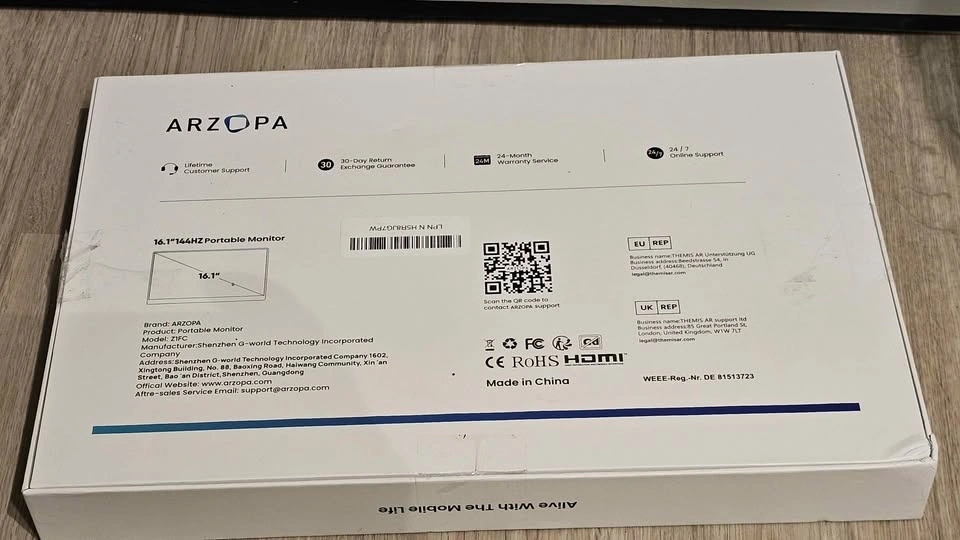 ARZOPA
Lifetime
Customer Support
30
30-Day Return
Exchange Guarantee
24M
24-Month
Warranty Service
24/7
24 / 7
Online Support
16.1"144HZ Portable Monitor
16.1"
LPN N HSR8UG7PW
Brand: ARZOPA
Product: Portable Monitor
Model: Z1FC
Manufacturer:Shenzhen G-world Technology Incorporated
Company
Address:Shenzhen G-world Technology Incorporated Company 1602,
Xingtong Building, No. 88, Baoxing Road, Haiwang Community, Xin 'an
Street, Bao 'an District, Shenzhen, Guangdong
Offical Website: www.arzopa.com
Aftre-sales Service Email: support@arzopa.com
ARZOPA
Scan the QR code to
contact ARZOPA support
FC
CE RoHS HDMI
Made in China
EU REP
Business name:THEMIS AR Unterstützung UG
Business address:Beedstrasse 54, in
Düsseldorf, (40468), Deutschland
legal@themisar.com
UK REP
Business name:THEMIS AR support ltd
Business address:85 Great Portland St,
London, United Kingdom, W1W 7LT
legal@themisar.com
WEEE-Reg.-Nr. DE 81513723
Alive With The Mobile Life